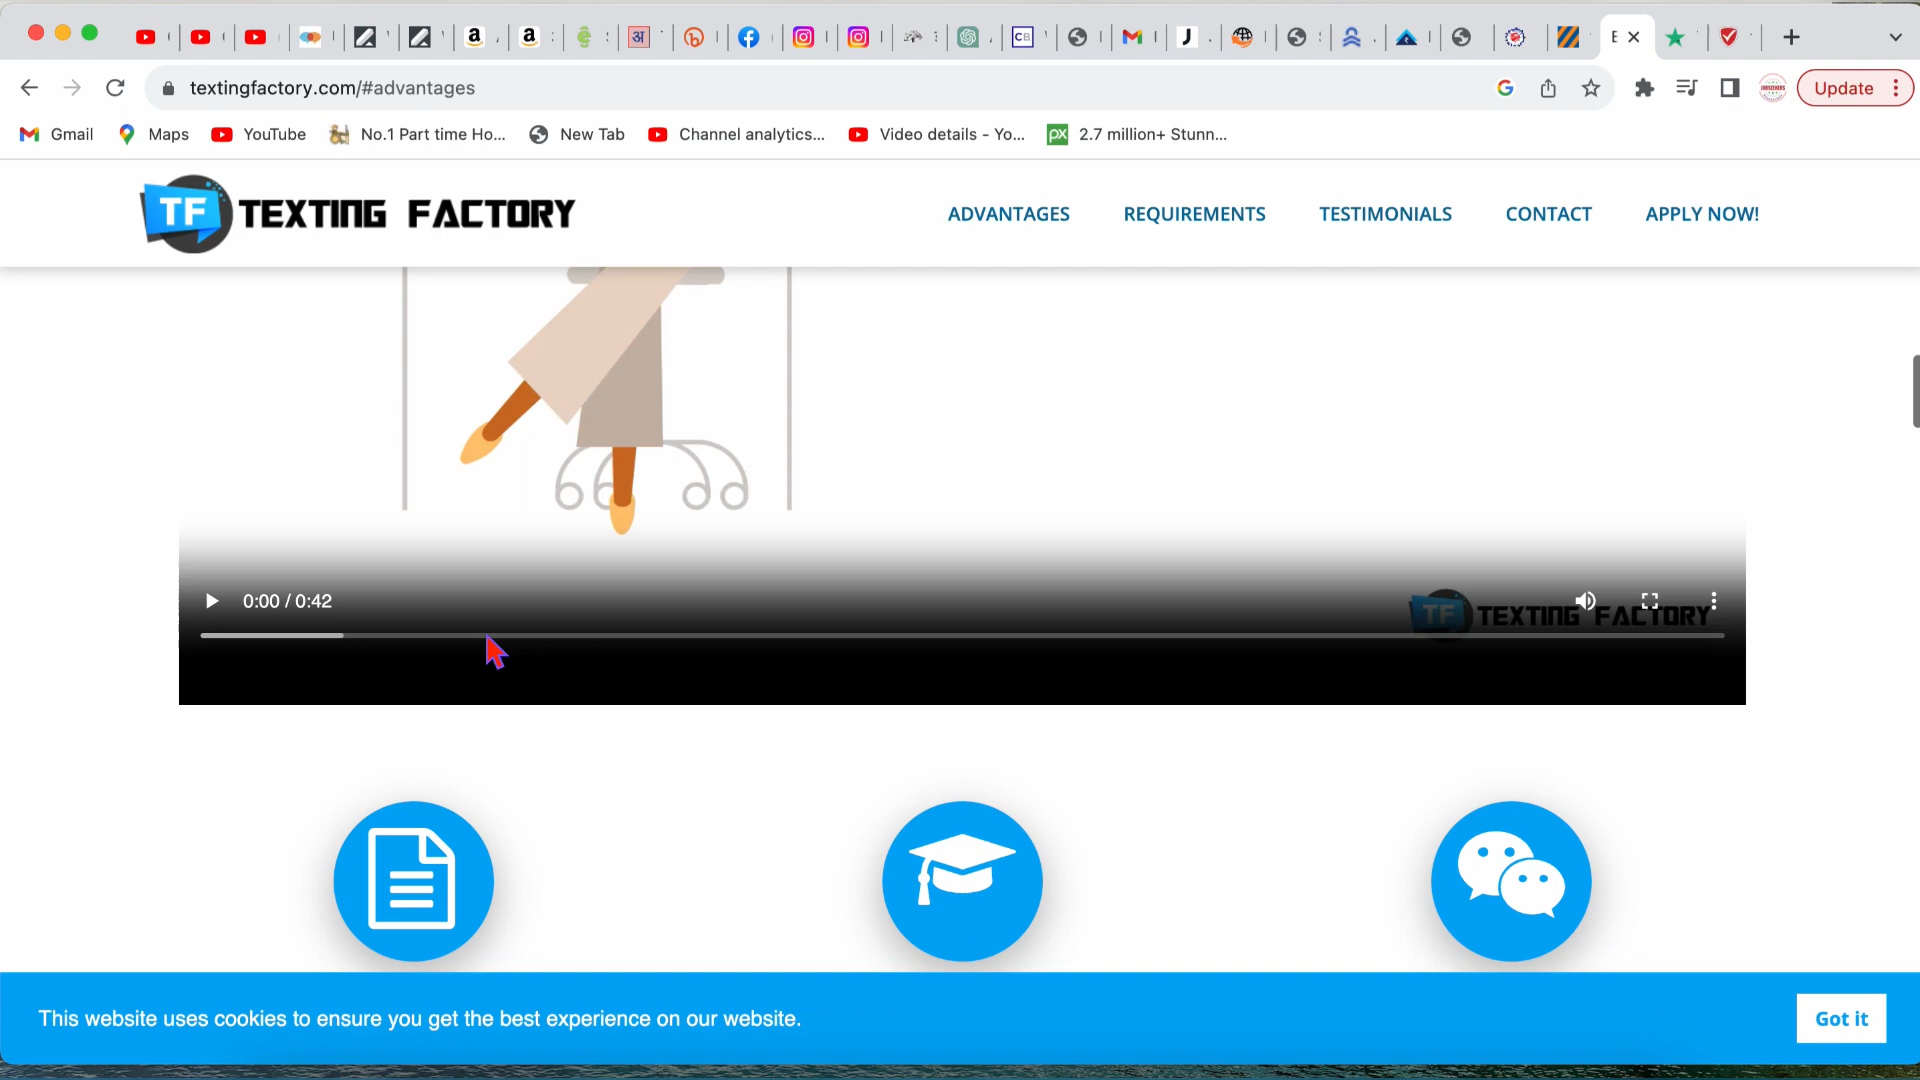 textingfactory.com/#advantages
Update
Gmail
Maps
YouTube
No.1 Part time Ho...
New Tab
Channel analytics...
Video details - Yo...
2.7 million+ Stunn...
TF TEXTING FACTORY
ADVANTAGES
REQUIREMENTS
TESTIMONIALS
CONTACT
APPLY NOW!
0:00 / 0:42
TF TEXTING FACTORY
This website uses cookies to ensure you get the best experience on our website.
Got it